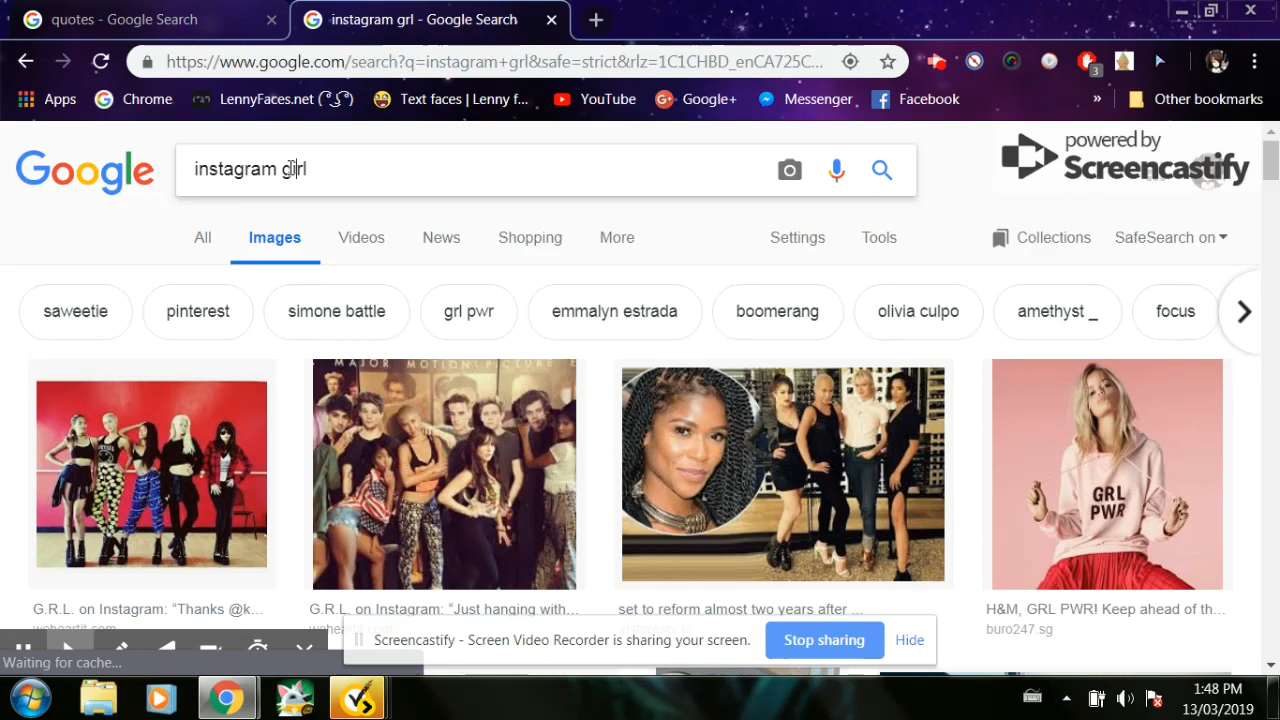 quotes - Google Search
instagram grl - Google Search
https://www.google.com/search?q=instagram+grl&safe=strict&rlz=1C1CHBD_enCA725C...
3
Apps
Chrome
LennyFaces.net ( ͡° ͜ʖ ͡°)
Text faces | Lenny f...
YouTube
Google+
Messenger
Facebook
»
Other bookmarks
Google
instagram girl
powered by
Screencastify
All
Images
Videos
News
Shopping
More
Settings
Tools
Collections
SafeSearch on
saweetie
pinterest
simone battle
grl pwr
emmalyn estrada
boomerang
olivia culpo
amethyst _
focus
MAJOR MOTION PICTURE
GRL
PWR
G.R.L. on Instagram: “Thanks @k...
weheartit.com
G.R.L. on Instagram: “Just hanging with...
set to reform almost two years after ...
H&M, GRL PWR! Keep ahead of th...
buro247.sg
Screencastify - Screen Video Recorder is sharing your screen.
Stop sharing
Hide
Waiting for cache...
1:48 PM
13/03/2019